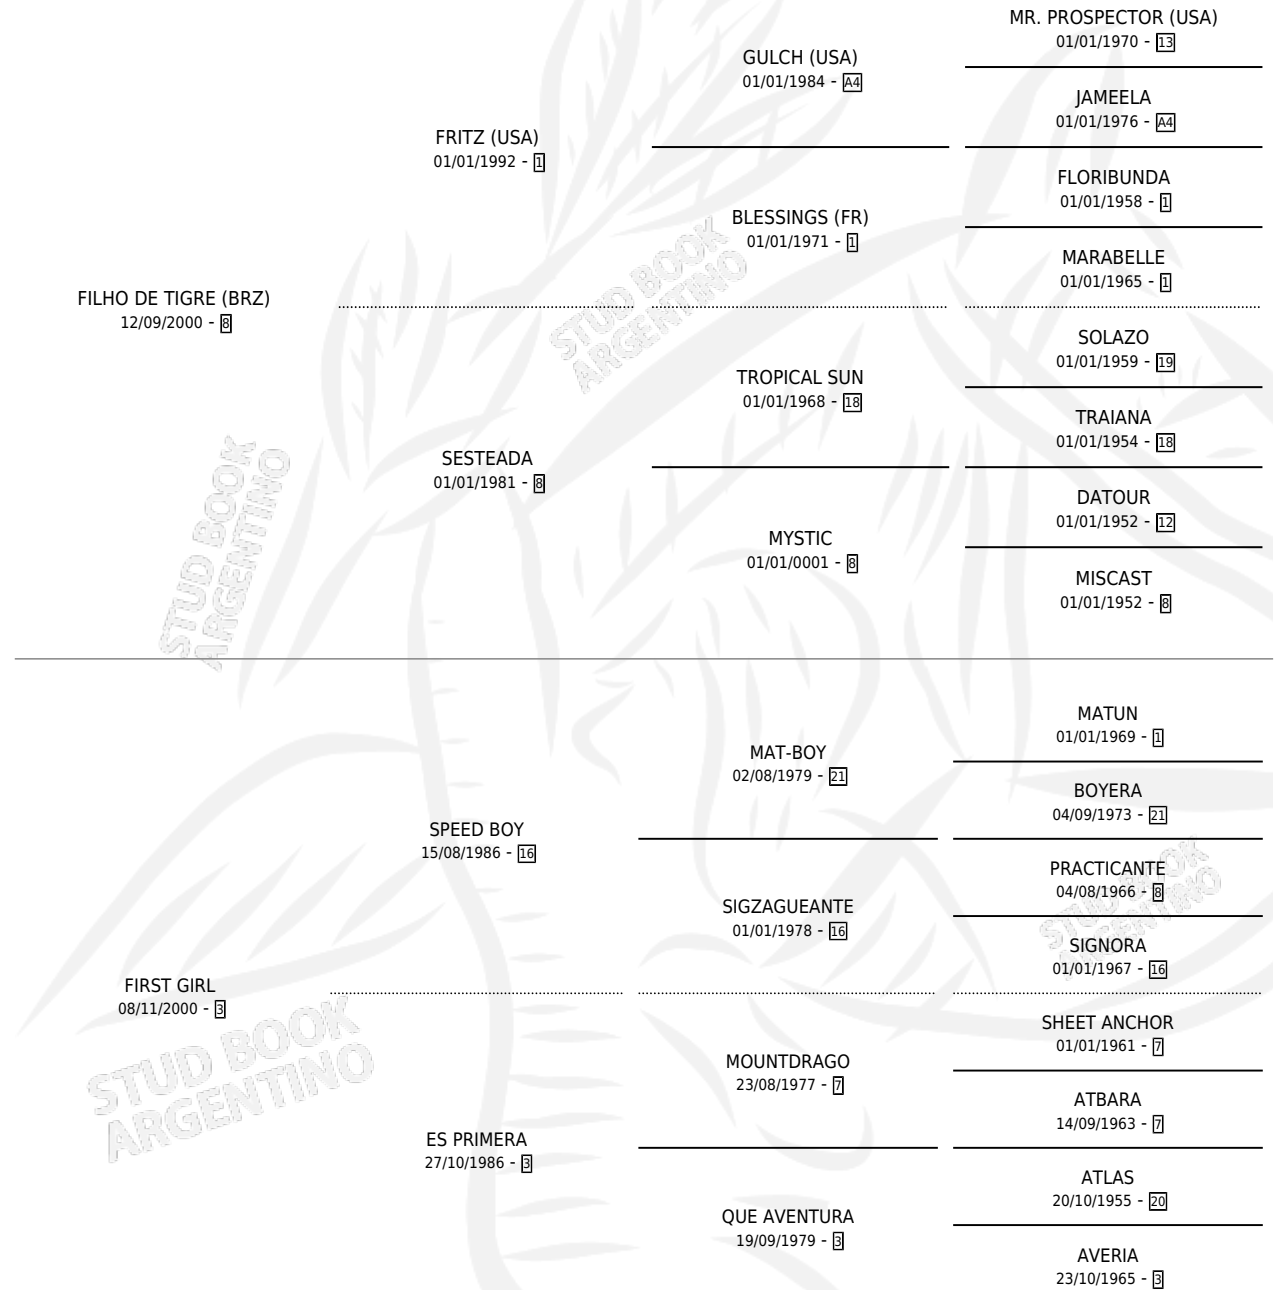 MR. PROSPECTOR (USA)
01/01/1970 - 13
GULCH (USA)
01/01/1984 - A4
JAMEELA
01/01/1976 - A4
FRITZ (USA)
01/01/1992 - 1
FLORIBUNDA
01/01/1958 - 1
BLESSINGS (FR)
01/01/1971 - 1
MARABELLE
01/01/1965 - 1
FILHO DE TIGRE (BRZ)
12/09/2000 - 8
SOLAZO
01/01/1959 - 19
TROPICAL SUN
01/01/1968 - 18
TRAIANA
01/01/1954 - 18
SESTEADA
01/01/1981 - 8
DATOUR
01/01/1952 - 12
MYSTIC
01/01/0001 - 8
MISCAST
01/01/1952 - 8
MATUN
01/01/1969 - 1
MAT-BOY
02/08/1979 - 21
BOYERA
04/09/1973 - 21
SPEED BOY
15/08/1986 - 16
PRACTICANTE
04/08/1966 - 8
SIGZAGUEANTE
01/01/1978 - 16
SIGNORA
01/01/1967 - 16
FIRST GIRL
08/11/2000 - 3
SHEET ANCHOR
01/01/1961 - 7
MOUNTDRAGO
23/08/1977 - 7
ATBARA
14/09/1963 - 7
ES PRIMERA
27/10/1986 - 3
ATLAS
20/10/1955 - 20
QUE AVENTURA
19/09/1979 - 3
AVERIA
23/10/1965 - 3
STUD BOOK
ARGENTINO
STUD BOOK
ARGENTINO
STUD BOOK
ARGENTINO
STUD BOOK
ARGENTINO